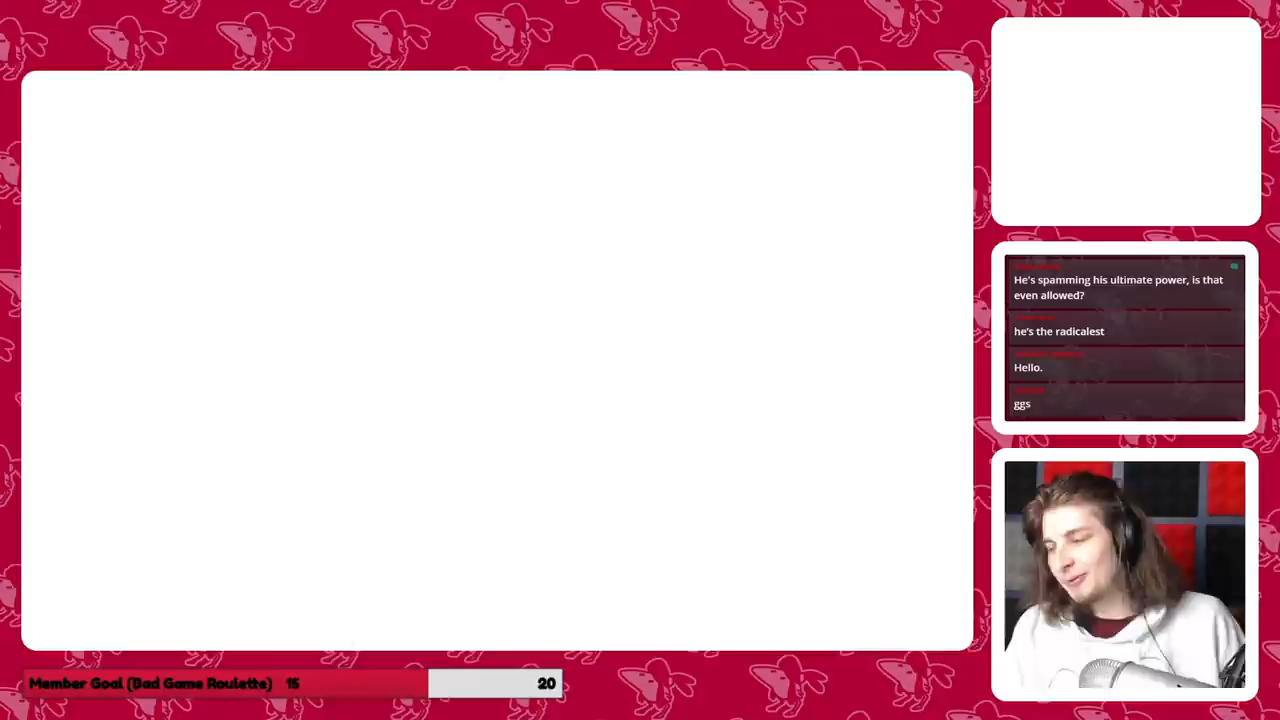 He's spamming his ultimate power, is that
even allowed?
he's the radicalest
Hello.
ggs
Member Goal (Bad Game Roulette) 15
20